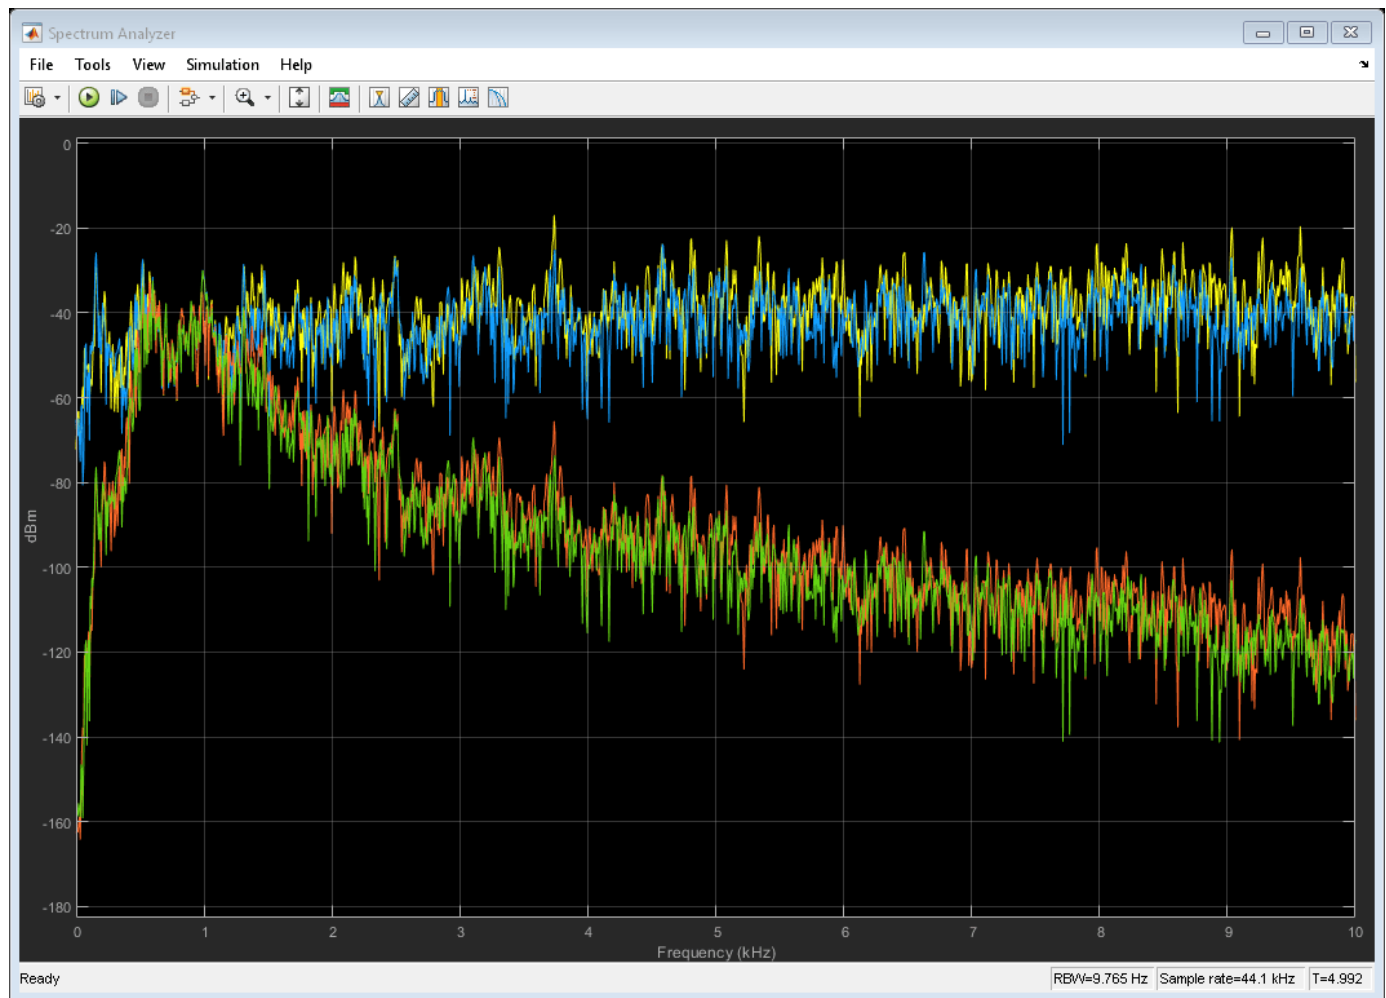 Spectrum Analyzer
File Tools View Simulation Help
0
-20
-40
-60
-80
-100
-120
-140
-160
-180
dBm
0 1 2 3 4 5 6 7 8 9 10
Frequency (kHz)
Ready RBW=9.765 Hz Sample rate=44.1 kHz T=4.992